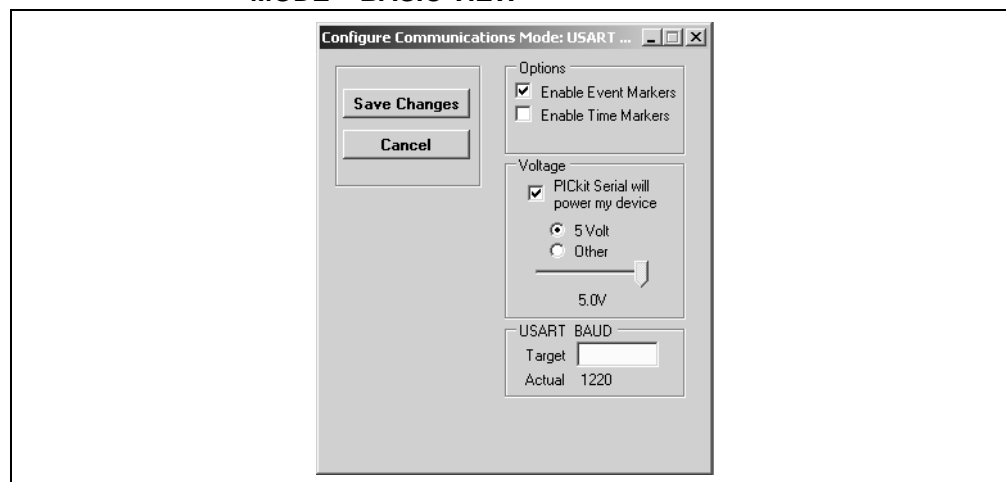 MODE – BASIC VIEW
Configure Communications Mode: USART ...
Save Changes
Cancel
Options
Enable Event Markers
Enable Time Markers
Voltage
PICkit Serial will
power my device
5 Volt
Other
5.0V
USART BAUD
Target
Actual 1220